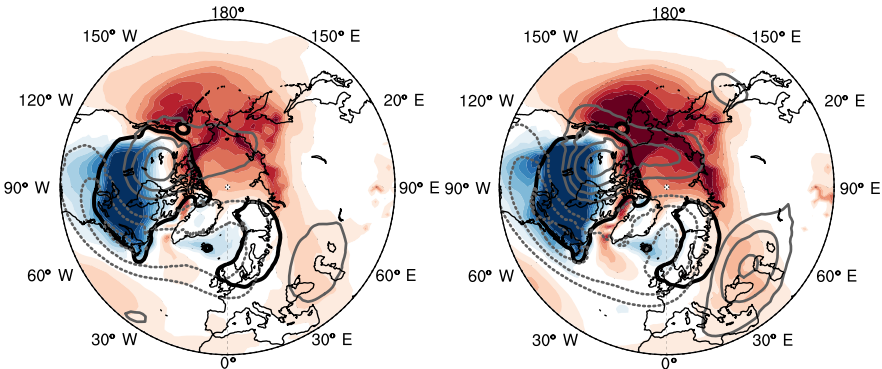 180° 180°
150° W 150° E 150° W 150° E
120° W 20° E 120° W 20° E
90° W 90° E 90° W 90° E
60° W 60° E 60° W 60° E
30° W 30° E 30° W 30° E
0° 0°